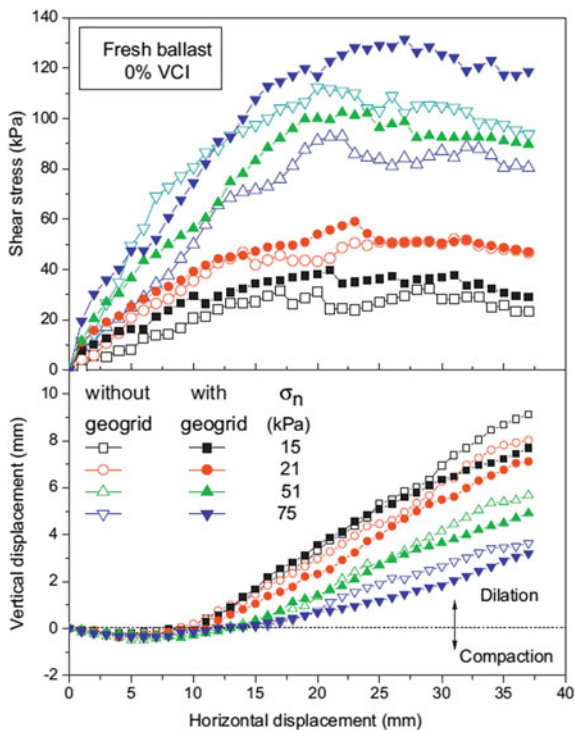 Fresh ballast
0% VCI
140
120
100
80
60
40
20
0
Shear stress (kPa)
10
8
6
4
2
0
-2
Vertical displacement (mm)
without with σn
geogrid geogrid (kPa)
15
21
51
75
Dilation
Compaction
0 5 10 15 20 25 30 35 40
Horizontal displacement (mm)